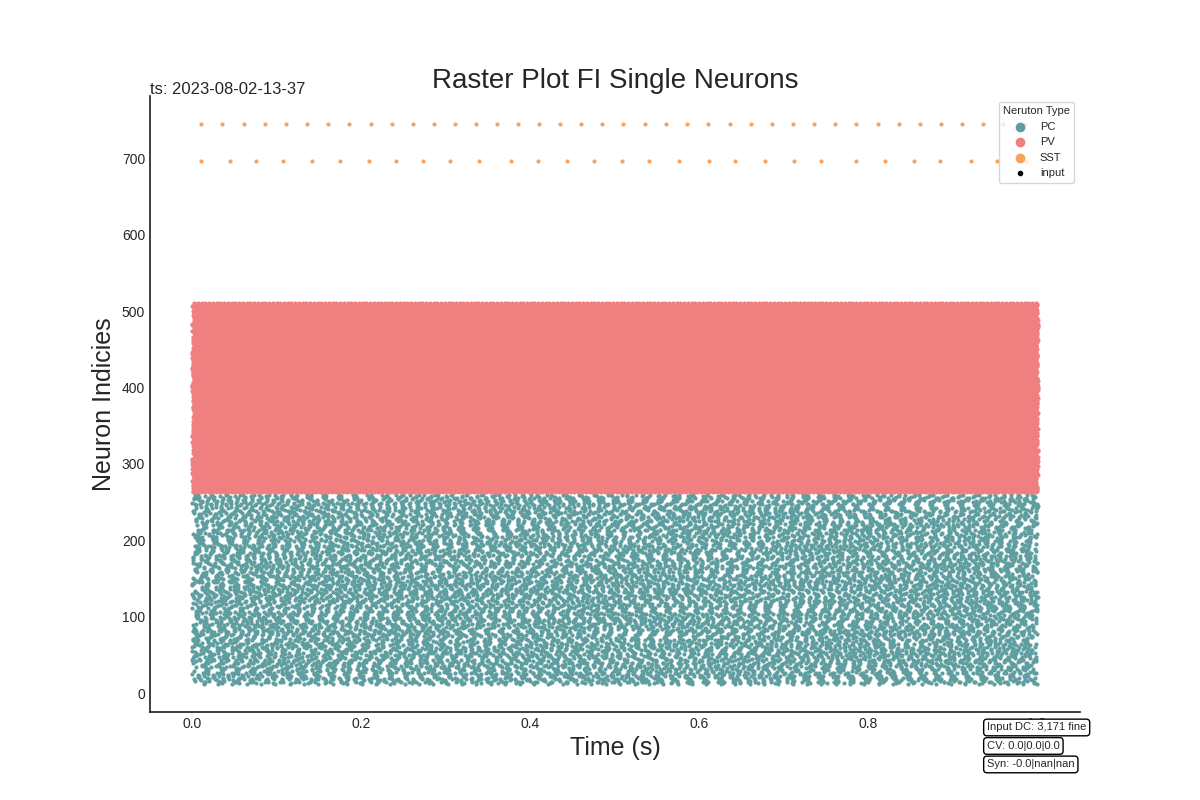 Raster Plot FI Single Neurons
ts: 2023-08-02-13-37
Neruton Type
PC
PV
SST
input
700
600
500
400
300
200
100
0
Neuron Indicies
0.0 0.2 0.4 0.6 0.8
Time (s)
Input DC: 3,171 fine
CV: 0.0|0.0|0.0
Syn: -0.0|nan|nan